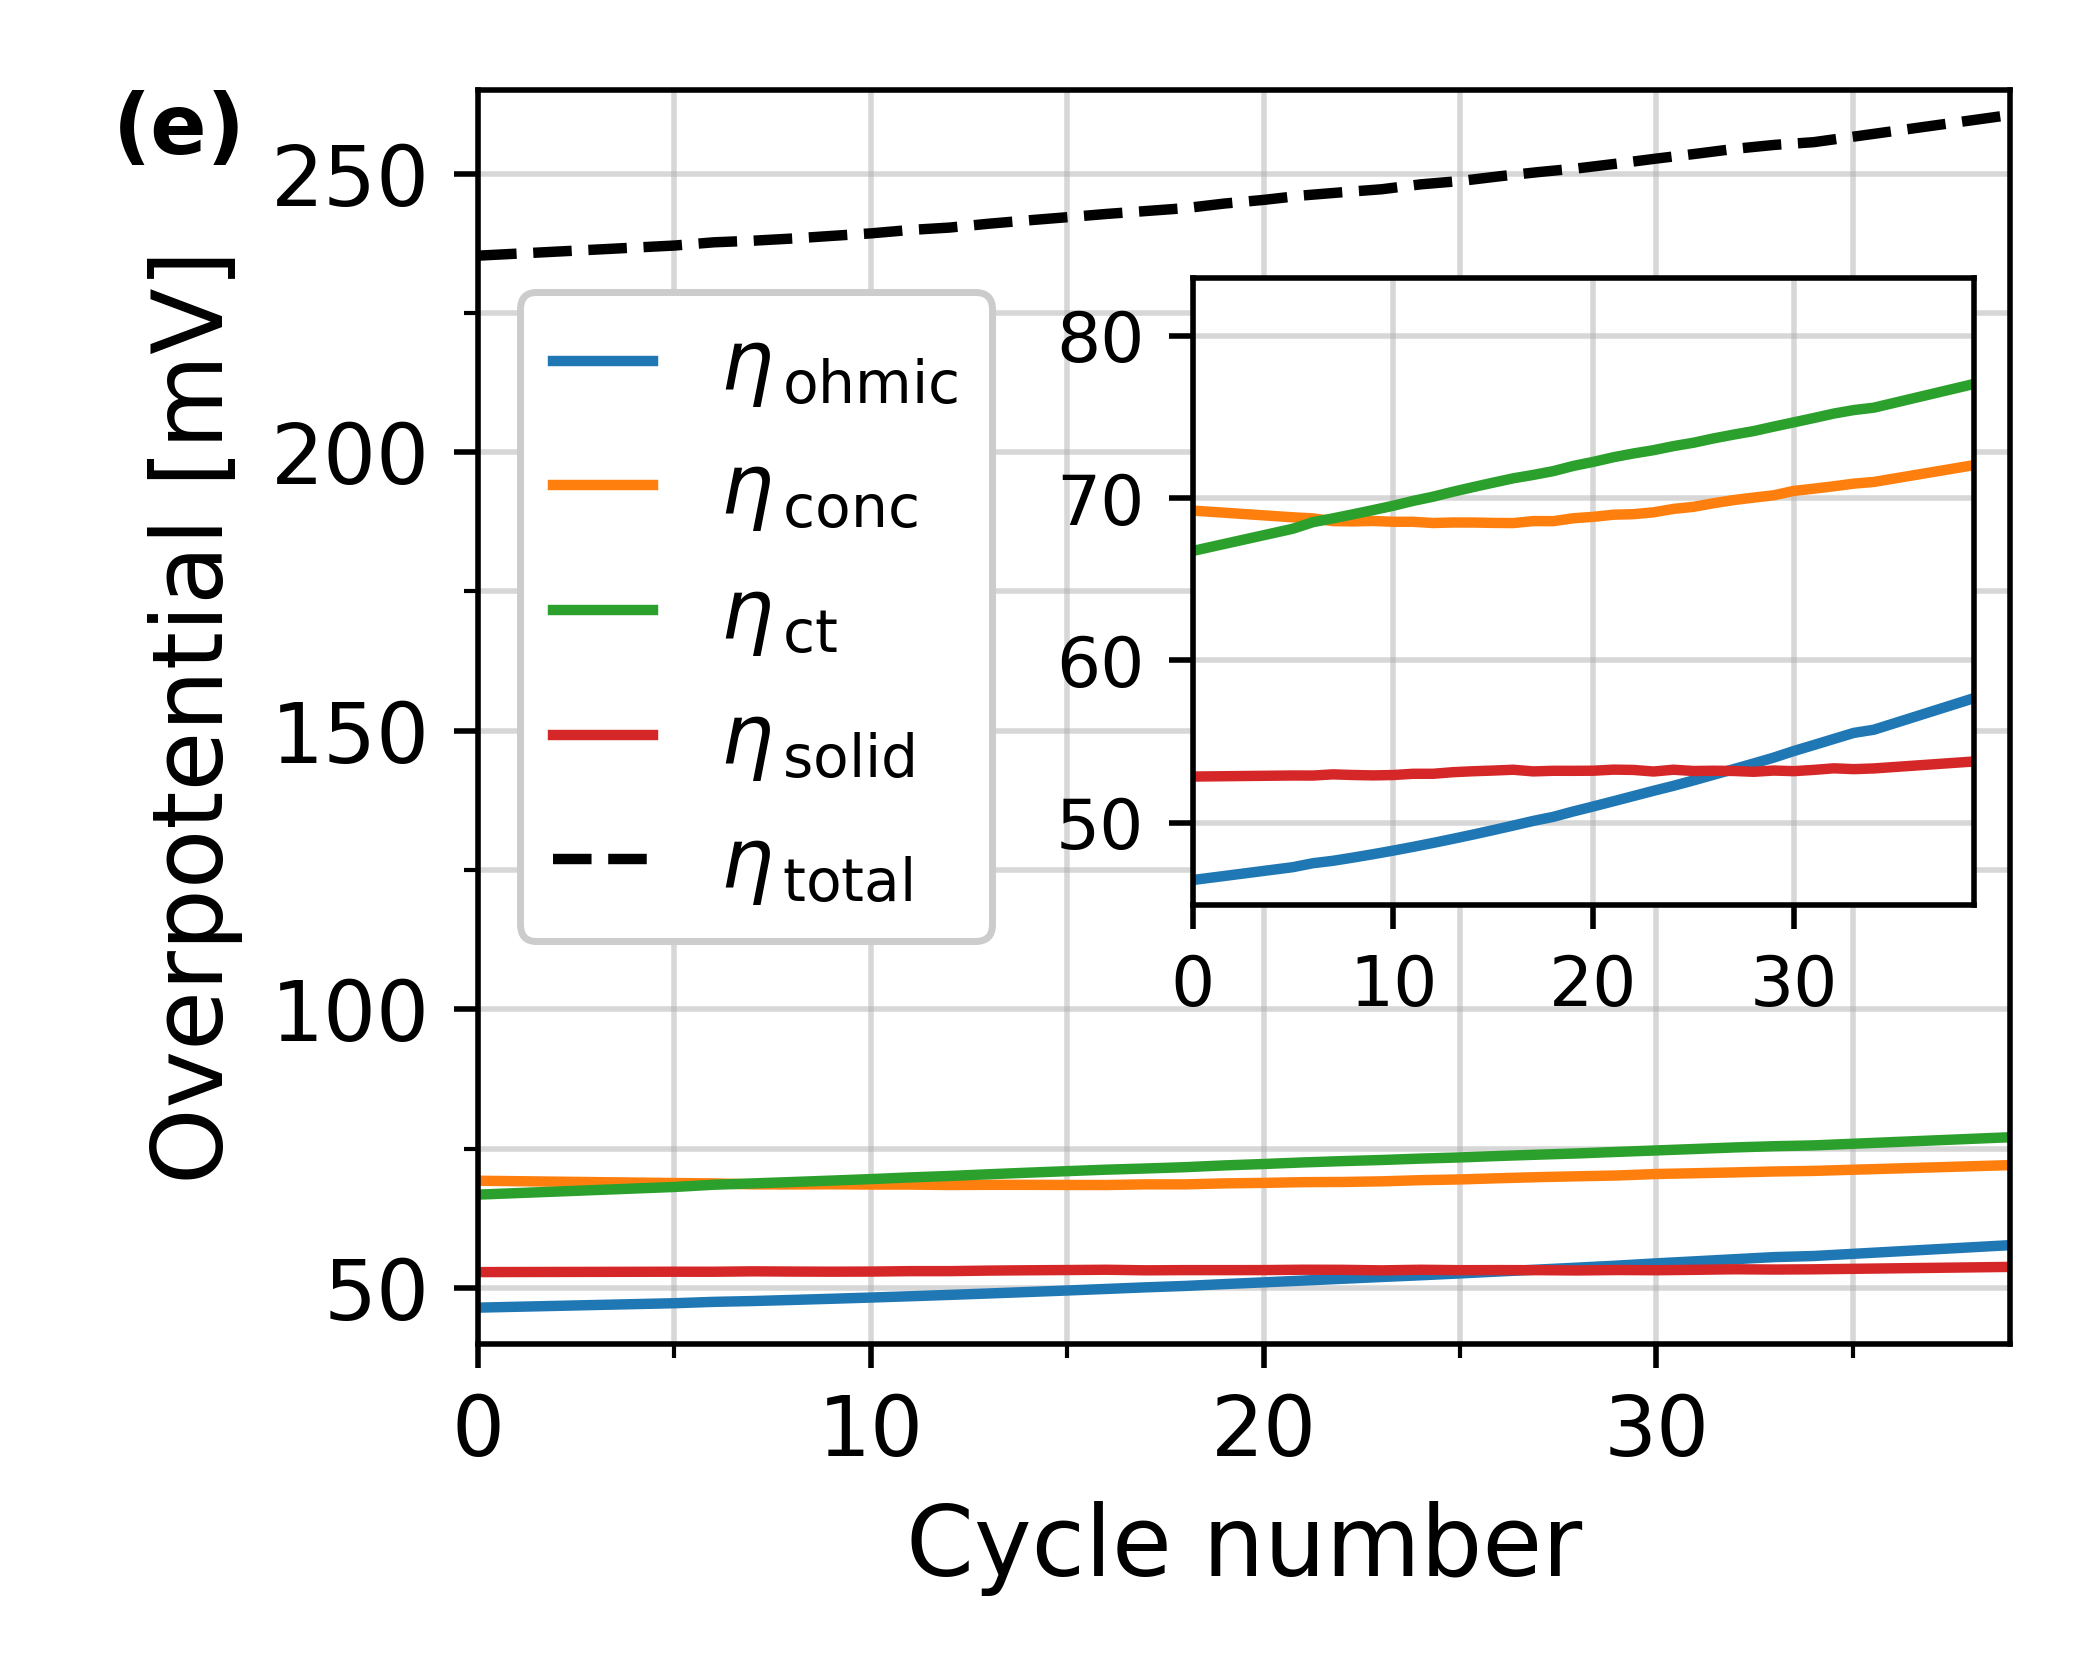 (e)
Overpotential [mV]
250
200
150
100
50
η ohmic
η conc
η ct
η solid
η total
80
70
60
50
0 10 20 30
0 10 20 30
Cycle number